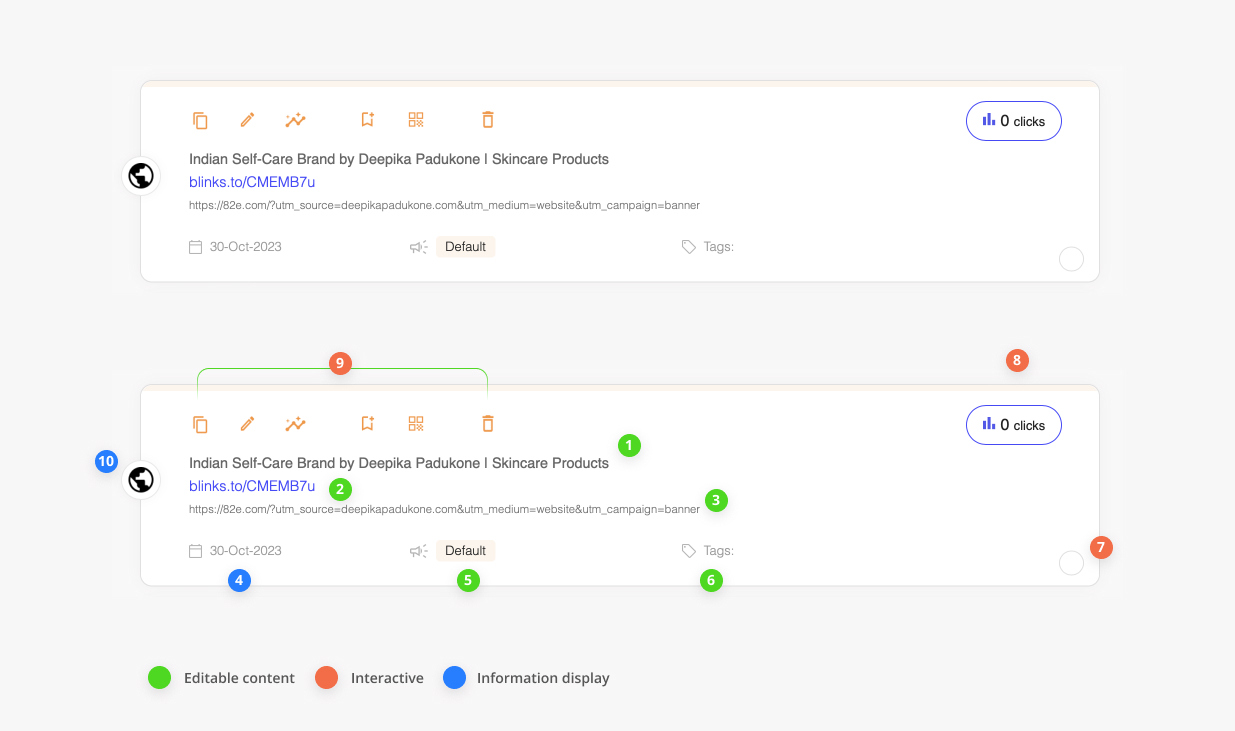 0 clicks
Indian Self-Care Brand by Deepika Padukone | Skincare Products
blinks.to/CMEMB7u
https://82e.com/?utm_source=deepikapadukone.com&utm_medium=website&utm_campaign=banner
30-Oct-2023 Default Tags:
9 8
0 clicks
1
10 Indian Self-Care Brand by Deepika Padukone | Skincare Products
blinks.to/CMEMB7u 2
https://82e.com/?utm_source=deepikapadukone.com&utm_medium=website&utm_campaign=banner 3
30-Oct-2023 Default Tags: 7
4 5 6
Editable content Interactive Information display